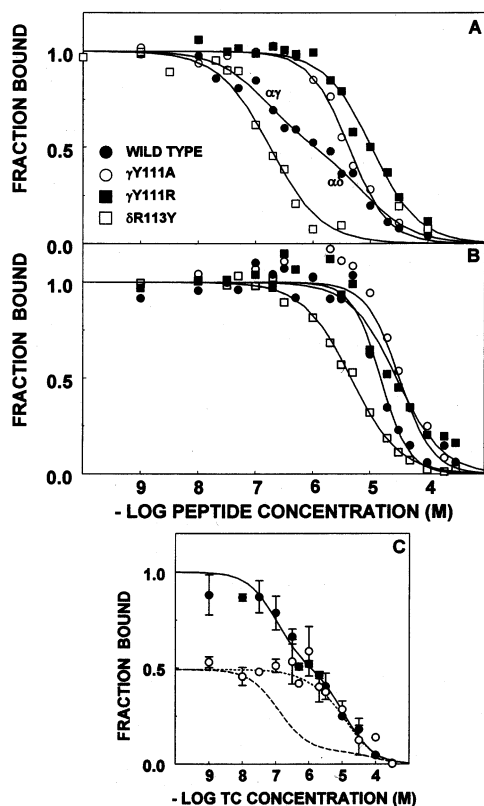 A
FRACTION BOUND
1.0
0.5
0.0
αγ
αδ
● WILD TYPE
○ γY111A
■ γY111R
□ δR113Y
B
FRACTION BOUND
1.0
0.5
0.0
9 8 7 6 5 4
- LOG PEPTIDE CONCENTRATION (M)
C
FRACTION BOUND
1.0
0.5
0.0
9 8 7 6 5 4
- LOG TC CONCENTRATION (M)